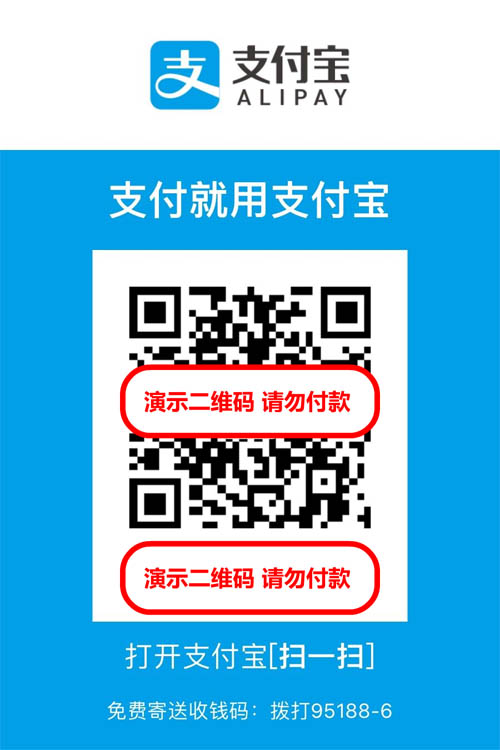 支 支付宝
ALIPAY
支付就用支付宝
演示二维码 请勿付款
演示二维码 请勿付款
打开支付宝[扫一扫]
免费寄送收钱码：拨打95188-6